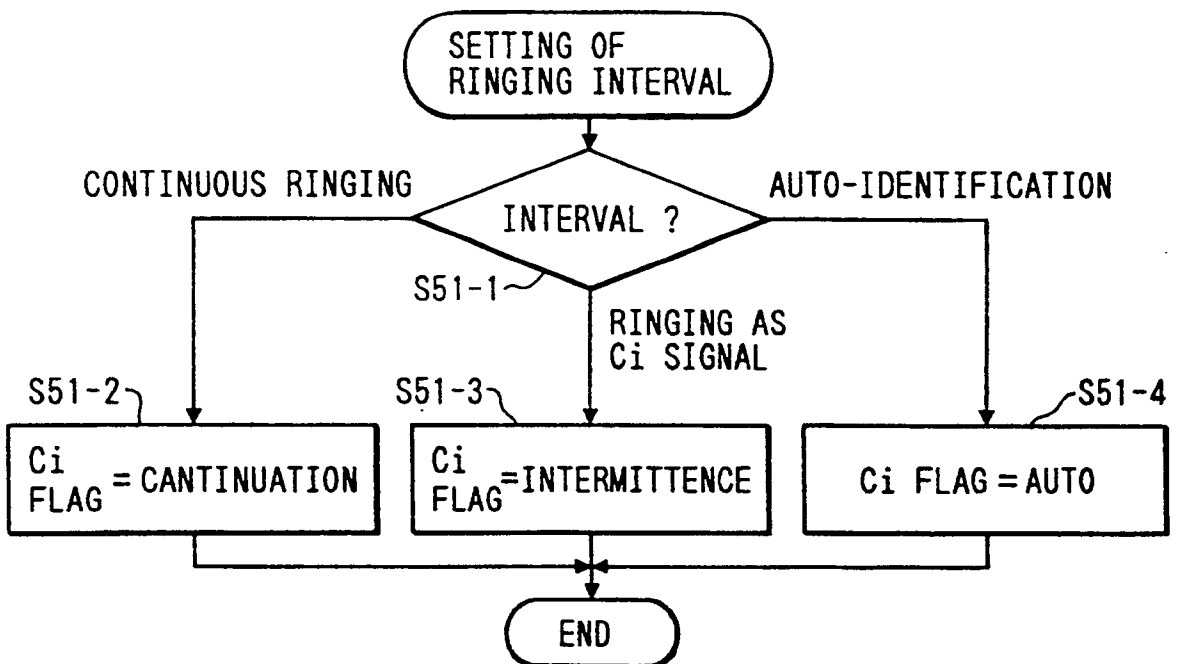 SETTING OF
RINGING INTERVAL
CONTINUOUS RINGING
AUTO-IDENTIFICATION
INTERVAL ?
S51-1
RINGING AS
Ci SIGNAL
S51-2
S51-3
S51-4
Ci
FLAG = CANTINUATION
Ci
FLAG = INTERMITTENCE
Ci FLAG = AUTO
END